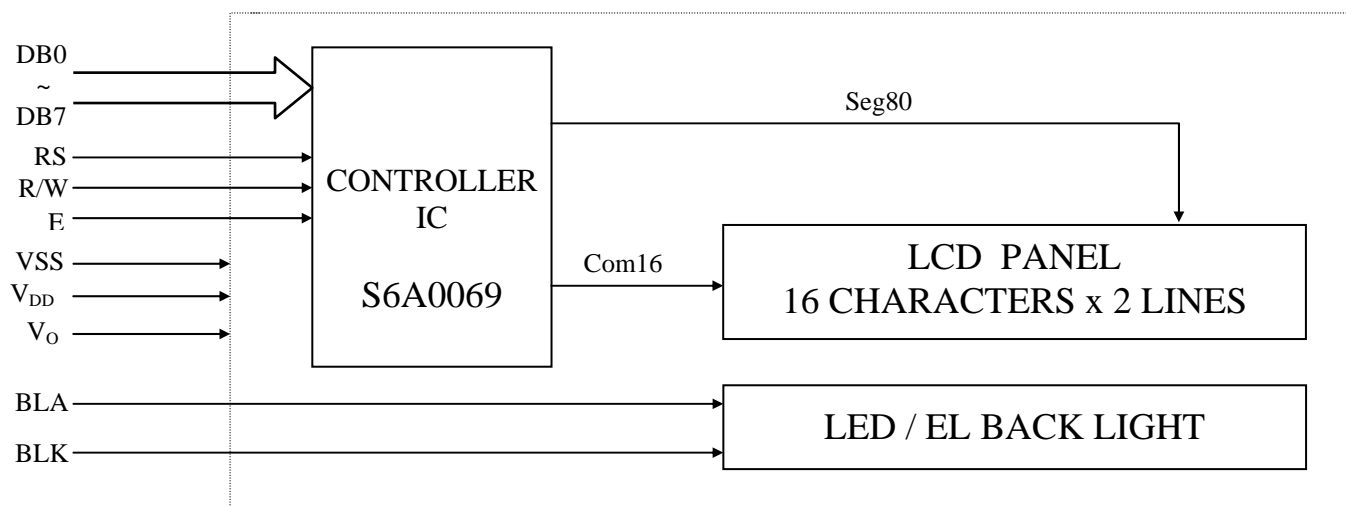 DB0
~
DB7
RS
R/W
E
VSS
VDD
VO
BLA
BLK
CONTROLLER
IC
S6A0069
Seg80
Com16
LCD PANEL
16 CHARACTERS x 2 LINES
LED / EL BACK LIGHT